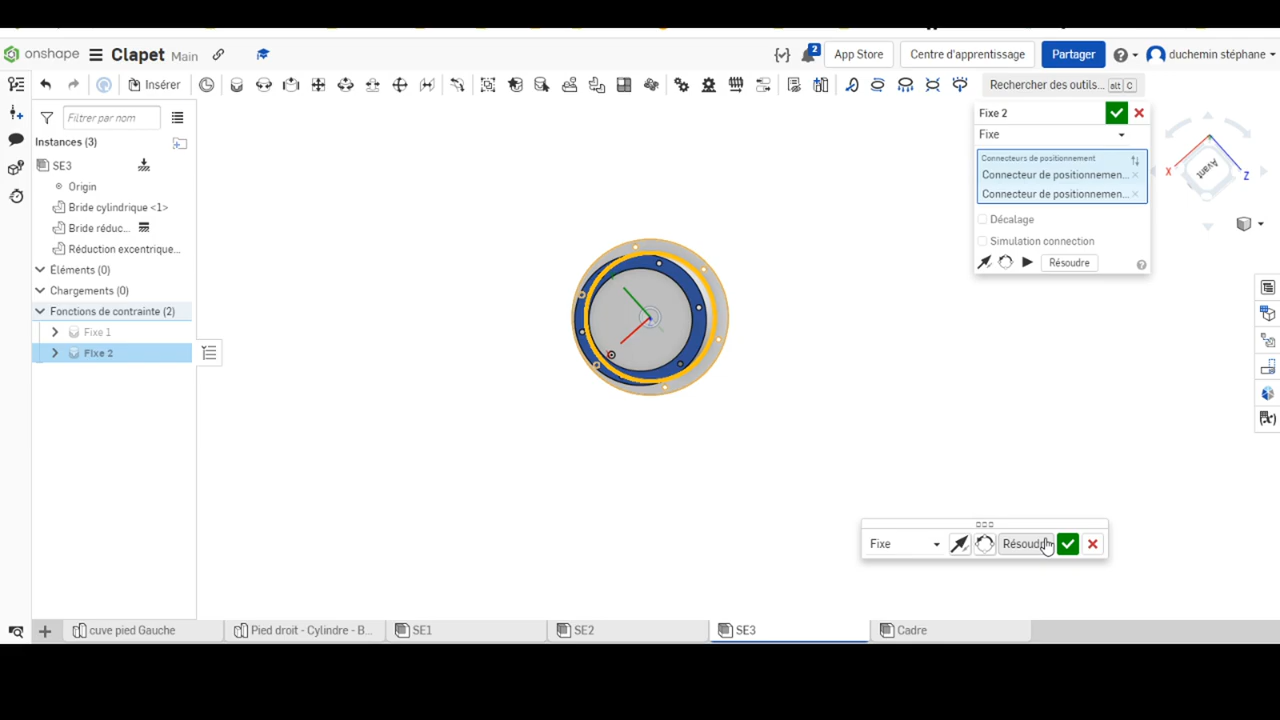 onshape Clapet Main
2 App Store Centre d'apprentissage Partager duchemin stéphane
Insérer Rechercher des outils... alt C
Filtrer par nom
Instances (3)
SE3
Origin
Bride cylindrique <1>
Bride réduc...
Réduction excentrique...
Éléments (0)
Chargements (0)
Fonctions de contrainte (2)
Fixe 1
Fixe 2
Fixe 2
Fixe
Connecteurs de positionnement
Connecteur de positionnemen...
Connecteur de positionnemen...
Décalage
Simulation connection
Résoudre
X Avant Z
Fixe Résoudre
cuve pied Gauche Pied droit - Cylindre - B... SE1 SE2 SE3 Cadre